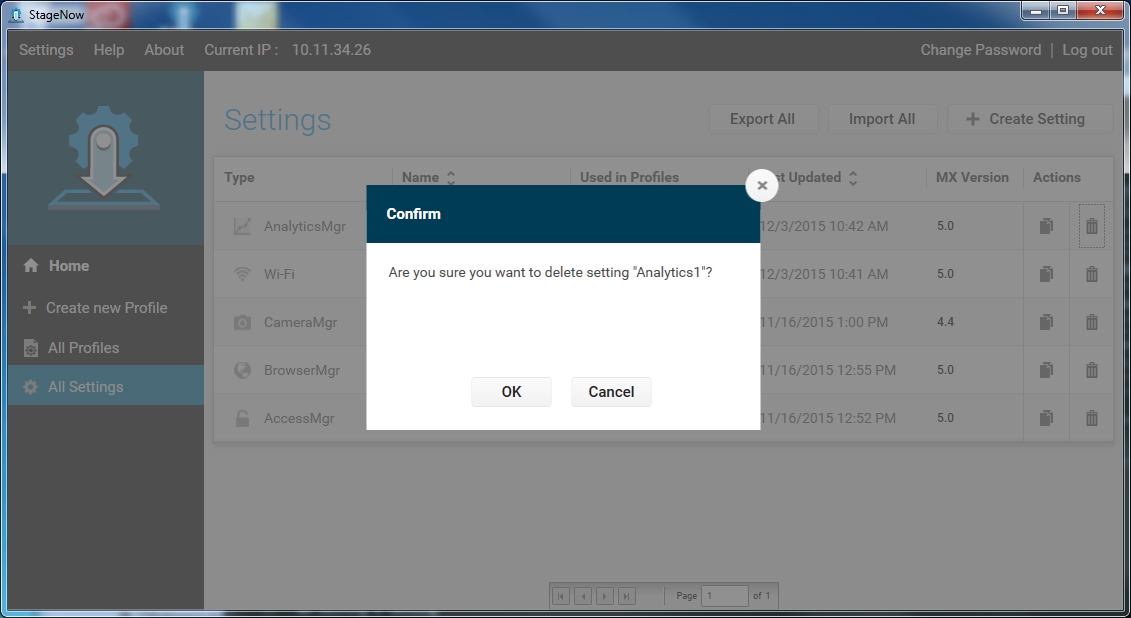 StageNow
Settings Help About Current IP : 10.11.34.26 Change Password | Log out
Settings Export All Import All Create Setting
Type Name Used in Profiles Updated MX Version Actions
Confirm
AnalyticsMgr 12/3/2015 10:42 AM 5.0
Home
Are you sure you want to delete setting "Analytics1"?
Wi-Fi 12/3/2015 10:41 AM 5.0
Create new Profile
CameraMgr 11/16/2015 1:00 PM 4.4
All Profiles
BrowserMgr 11/16/2015 12:55 PM 5.0
All Settings
OK Cancel
AccessMgr 11/16/2015 12:52 PM 5.0
Page 1 of 1